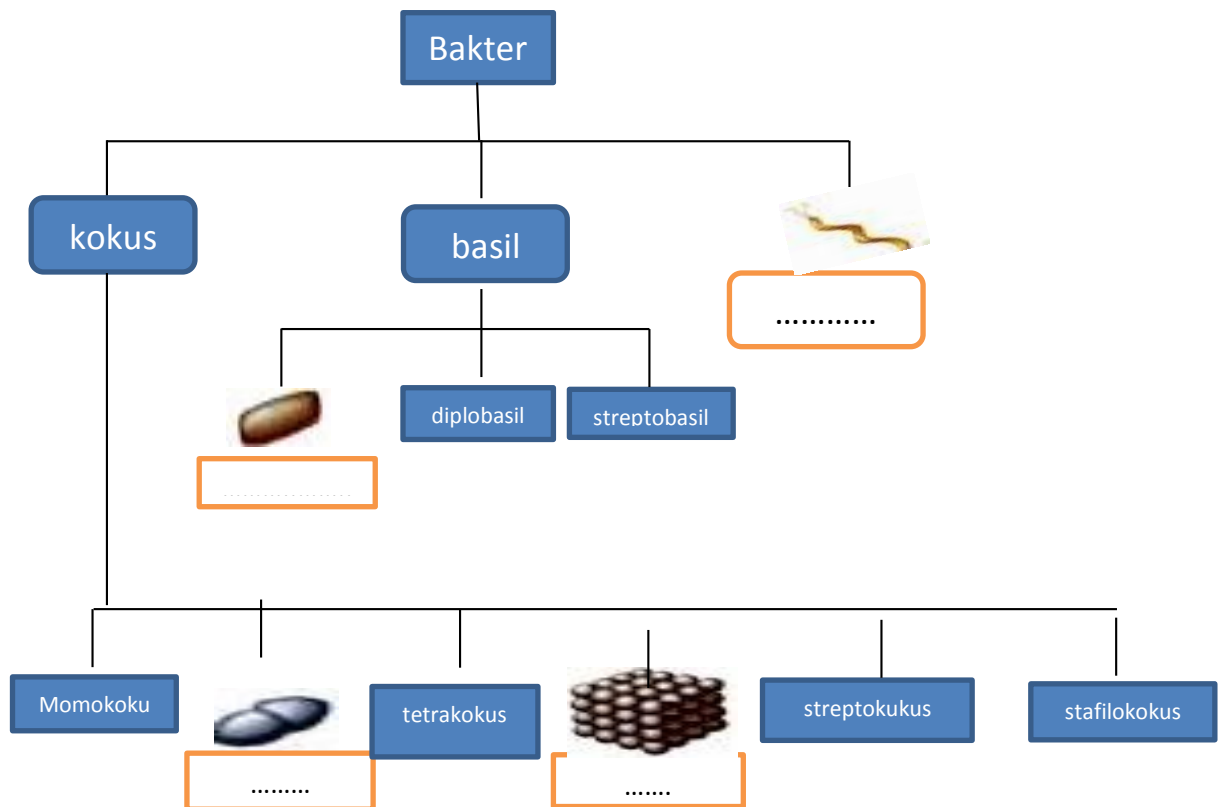 Bakter
kokus
basil
…………
diplobasil
streptobasil
………………
Momokoku
………
tetrakokus
…….
streptokukus
stafilokokus